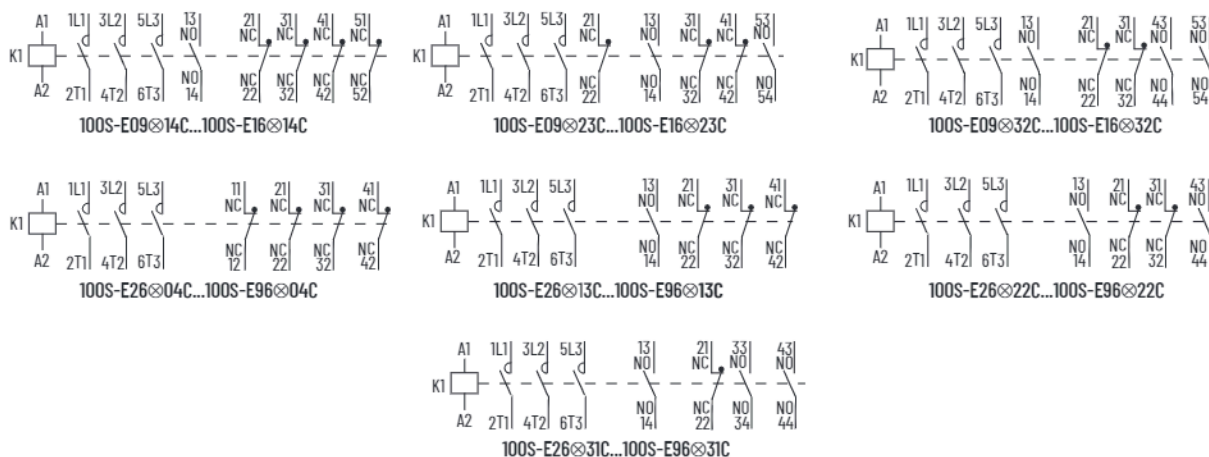 A1 1L1 3L2 5L3 13 21 31 41 51
NO NC NC NC NC
K1
A2 2T1 4T2 6T3 NO NC NC NC NC
14 22 32 42 52
100S-E09⊗14C...100S-E16⊗14C
A1 1L1 3L2 5L3 21 13 31 41 53
NC NO NC NC NO
K1
A2 2T1 4T2 6T3 NC NO NC NC NO
22 14 32 42 54
100S-E09⊗23C...100S-E16⊗23C
A1 1L1 3L2 5L3 13 21 31 43 53
NO NC NC NO NO
K1
A2 2T1 4T2 6T3 NO NC NC NO NO
14 22 32 44 54
100S-E09⊗32C...100S-E16⊗32C
A1 1L1 3L2 5L3 11 21 31 41
NC NC NC NC
K1
A2 2T1 4T2 6T3 NC NC NC NC
12 22 32 42
100S-E26⊗04C...100S-E96⊗04C
A1 1L1 3L2 5L3 13 21 31 41
NO NC NC NC
K1
A2 2T1 4T2 6T3 NO NC NC NC
14 22 32 42
100S-E26⊗13C...100S-E96⊗13C
A1 1L1 3L2 5L3 13 21 31 43
NO NC NC NO
K1
A2 2T1 4T2 6T3 NO NC NC NO
14 22 32 44
100S-E26⊗22C...100S-E96⊗22C
A1 1L1 3L2 5L3 13 21 33 43
NO NC NO NO
K1
A2 2T1 4T2 6T3 NO NC NO NO
14 22 34 44
100S-E26⊗31C...100S-E96⊗31C